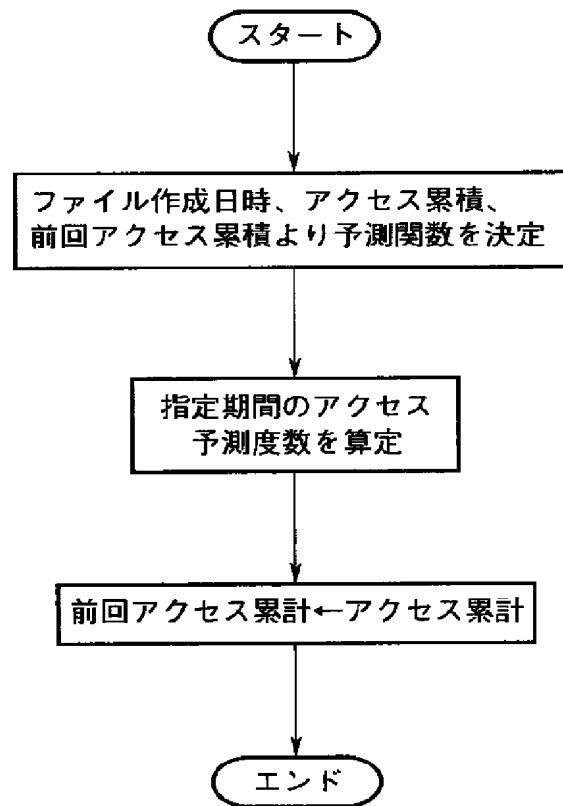 スタート
ファイル作成日時、アクセス累積、
前回アクセス累積より予測関数を決定
指定期間のアクセス
予測度数を算定
前回アクセス累計←アクセス累計
エンド